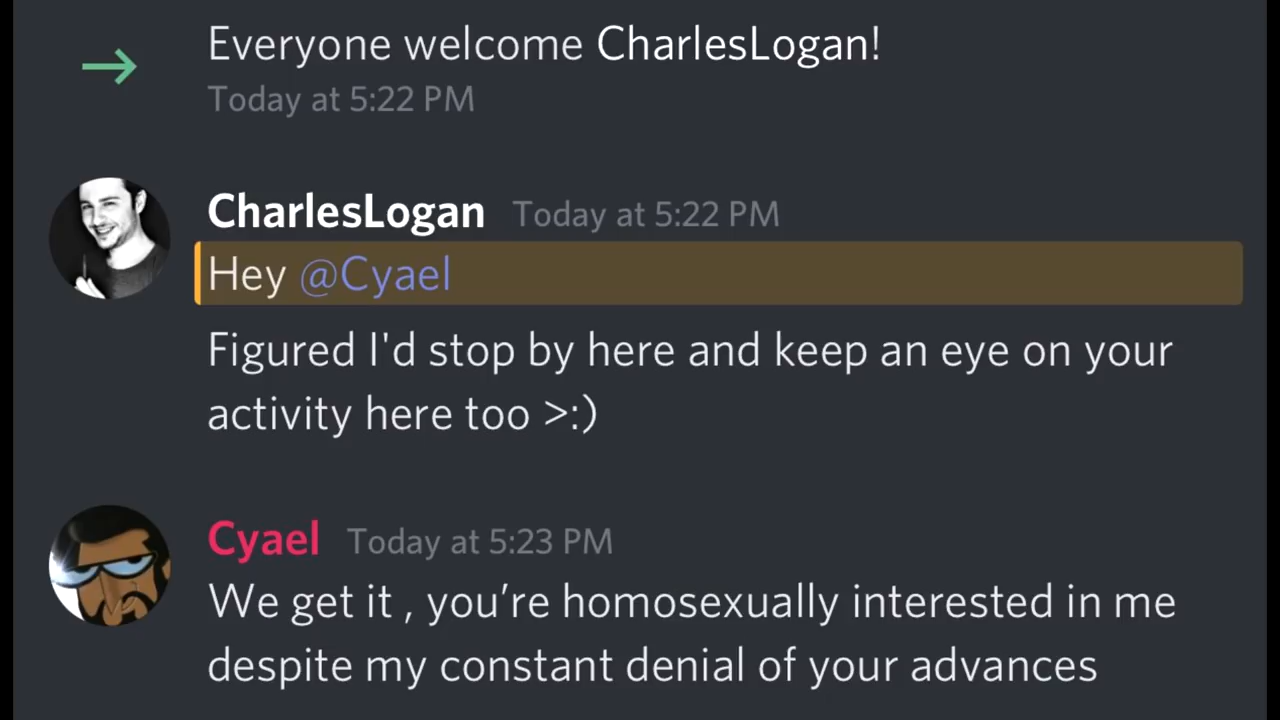 Everyone welcome CharlesLogan!
Today at 5:22 PM
CharlesLogan Today at 5:22 PM
Hey @Cyael
Figured I'd stop by here and keep an eye on your
activity here too >:)
Cyael Today at 5:23 PM
We get it , you’re homosexually interested in me
despite my constant denial of your advances